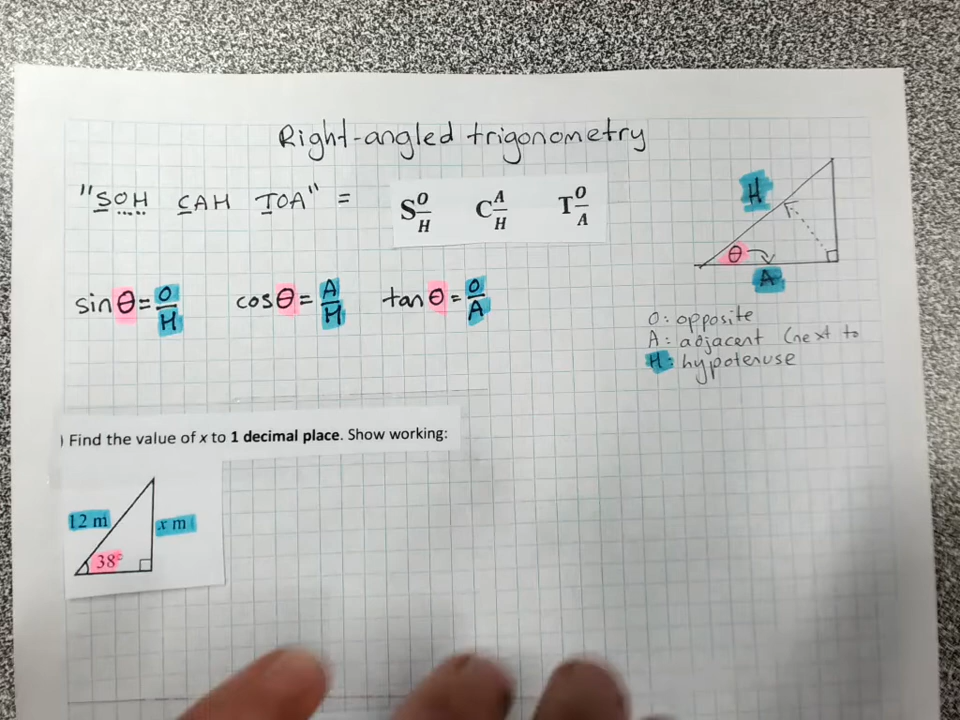 Right-angled trigonometry
"SOH CAH TOA" = S O/H C A/H T O/A
H
θ
A
sinθ = O/H cosθ = A/H tanθ = O/A
O: opposite
A: adjacent (next to
H: hypotenuse
) Find the value of x to 1 decimal place. Show working:
12 m
x m
38°